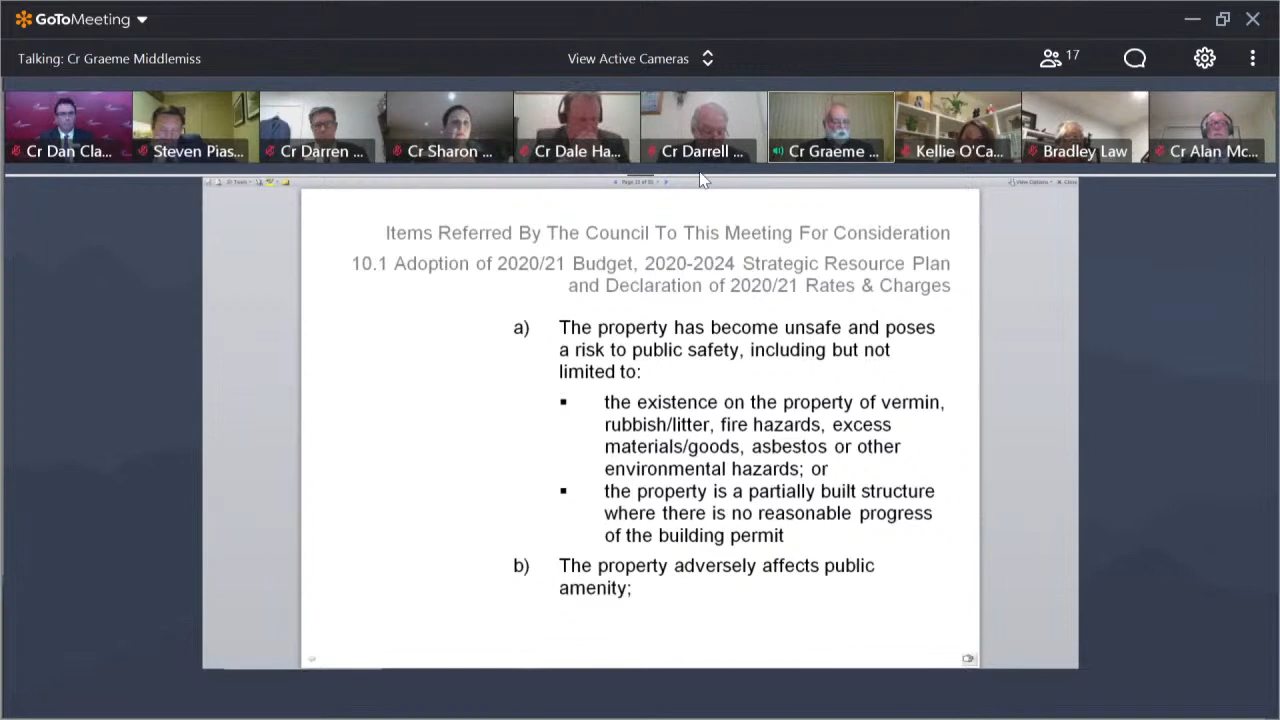 GoToMeeting
Talking: Cr Graeme Middlemiss
View Active Cameras
17
Cr Dan Cla...
Steven Pias...
Cr Darren ...
Cr Sharon ...
Cr Dale Ha...
Cr Darrell ...
Cr Graeme ...
Kellie O'Ca...
Bradley Law
Cr Alan Mc...
Tools
View Options
Close
Items Referred By The Council To This Meeting For Consideration
10.1 Adoption of 2020/21 Budget, 2020-2024 Strategic Resource Plan
and Declaration of 2020/21 Rates & Charges
a) The property has become unsafe and poses
a risk to public safety, including but not
limited to:
▪ the existence on the property of vermin,
rubbish/litter, fire hazards, excess
materials/goods, asbestos or other
environmental hazards; or
▪ the property is a partially built structure
where there is no reasonable progress
of the building permit
b) The property adversely affects public
amenity;